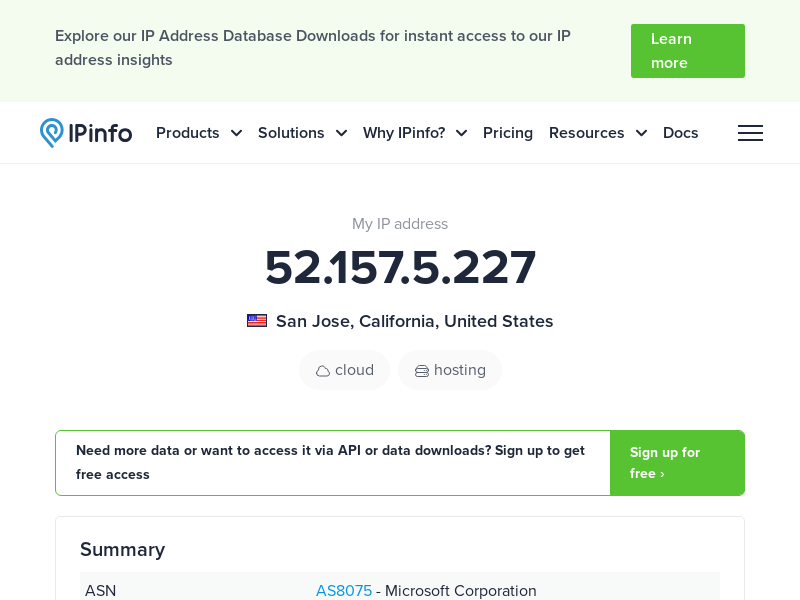 Explore our IP Address Database Downloads for instant access to our IP
address insights
Learn
more
IPinfo
Products
Solutions
Why IPinfo?
Pricing
Resources
Docs
My IP address
52.157.5.227
San Jose, California, United States
cloud
hosting
Need more data or want to access it via API or data downloads? Sign up to get
free access
Sign up for
free ›
Summary
ASN
AS8075 - Microsoft Corporation